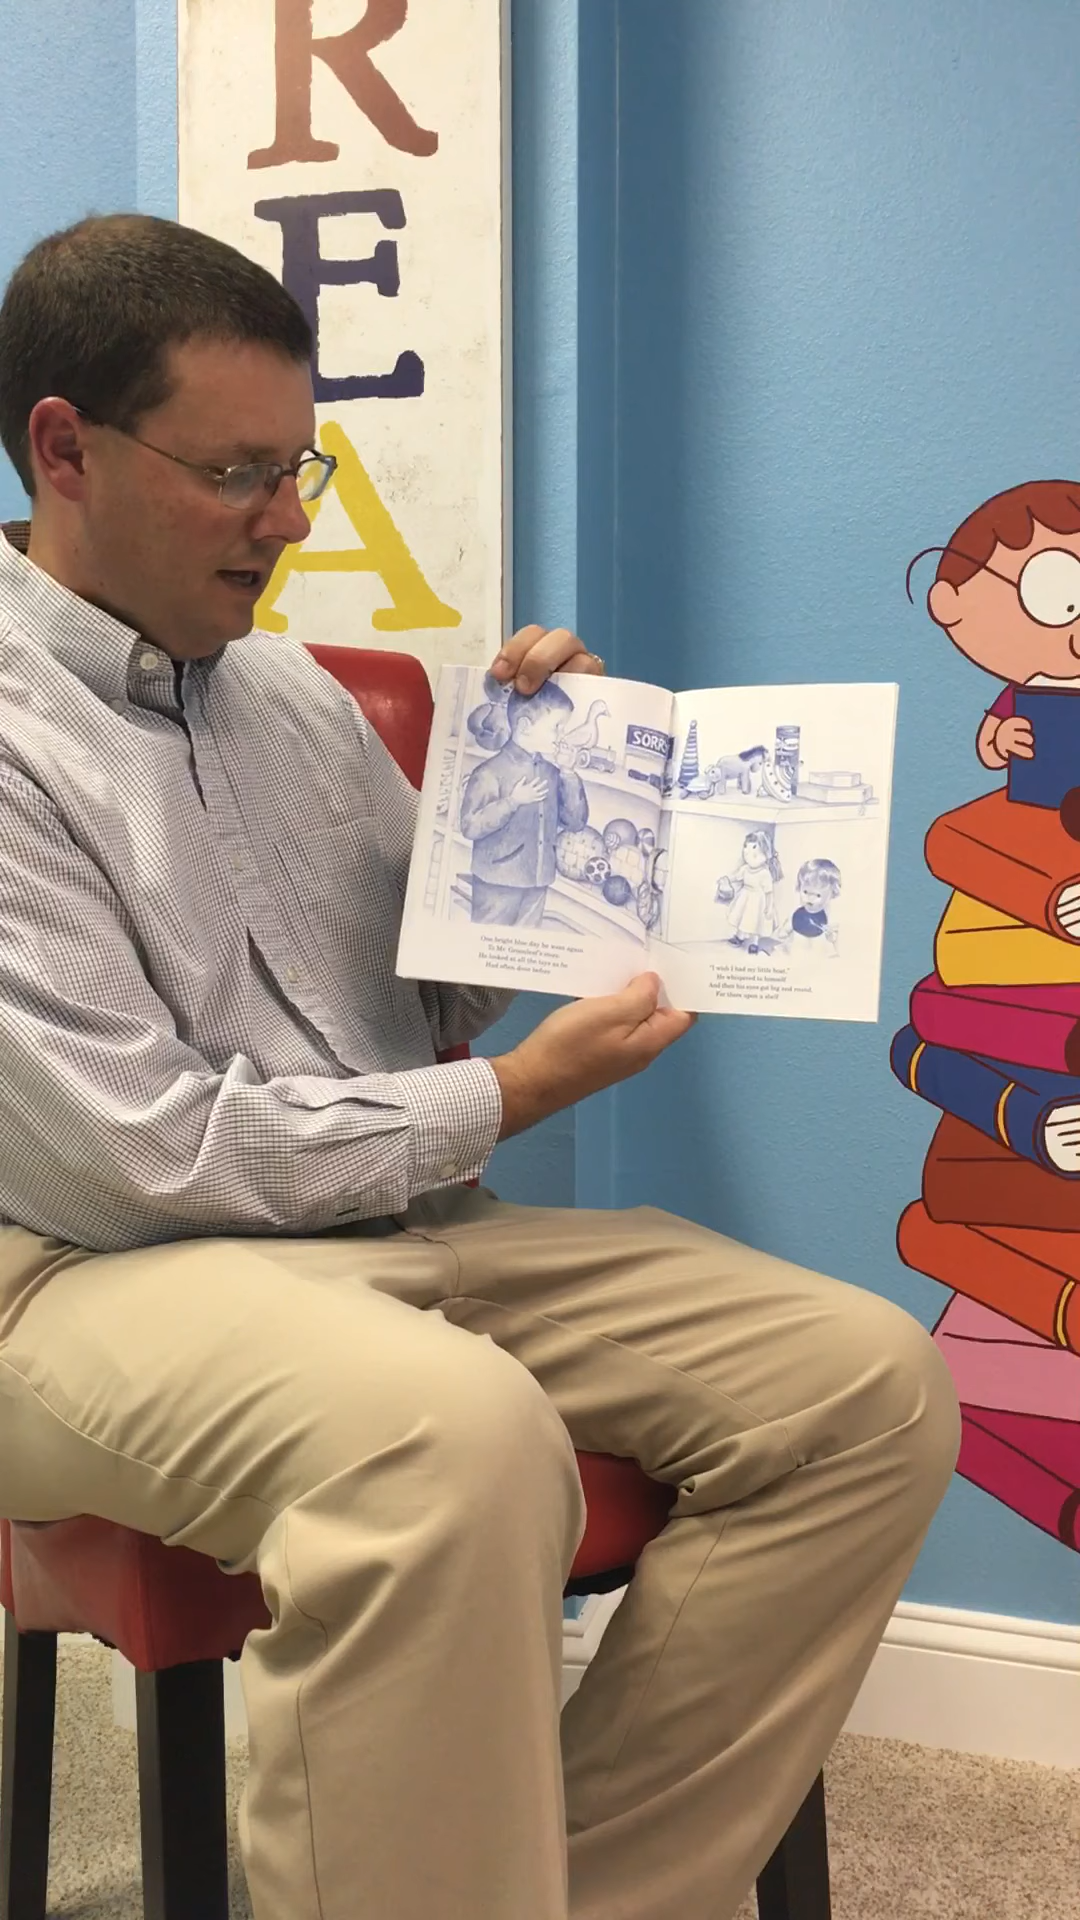 R
E
A
SORR
One bright blue day he went again
To Mr. Greenleaf's store.
He looked at all the toys as he
Had often done before
"I wish I had my little boat,"
He whispered to himself.
And then his eyes got big and round,
For there upon a shelf